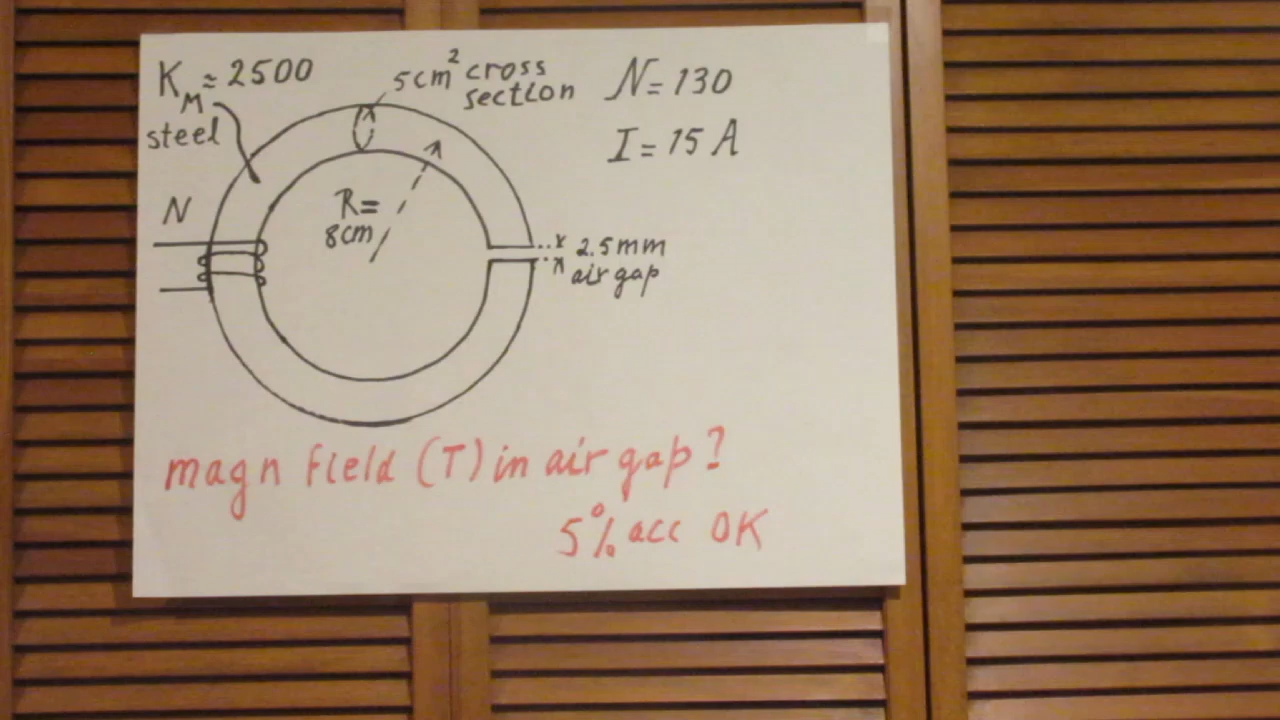 K_M ≈ 2500
steel
5cm² cross
section
N = 130
I = 15 A
N
R =
8cm
2.5mm
air gap
magn field (T) in air gap?
5% acc OK